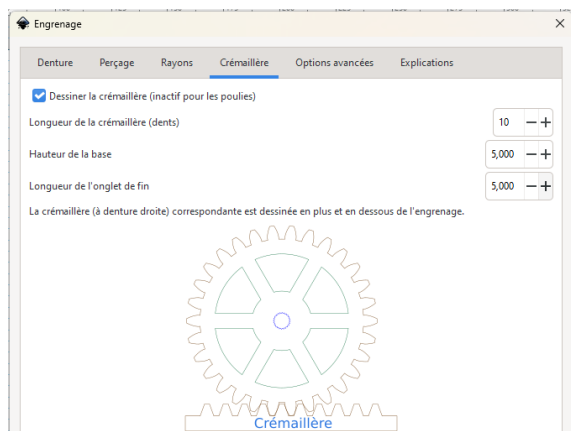 Engrenage
Denture Perçage Rayons Crémaillère Options avancées Explications
Dessiner la crémaillère (inactif pour les poulies)
Longueur de la crémaillère (dents) 10
Hauteur de la base 5,000
Longueur de l'onglet de fin 5,000
La crémaillère (à denture droite) correspondante est dessinée en plus et en dessous de l'engrenage.
Crémaillère